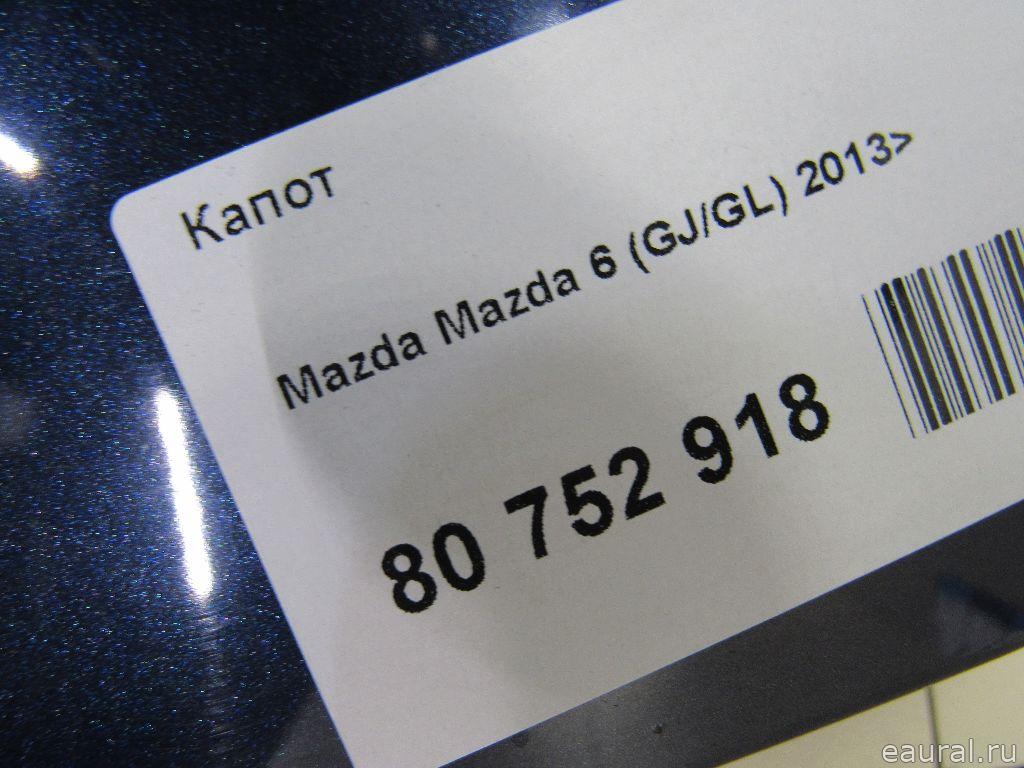 Капот
Mazda Mazda 6 (GJ/GL) 2013>
80 752 918
eaural.ru